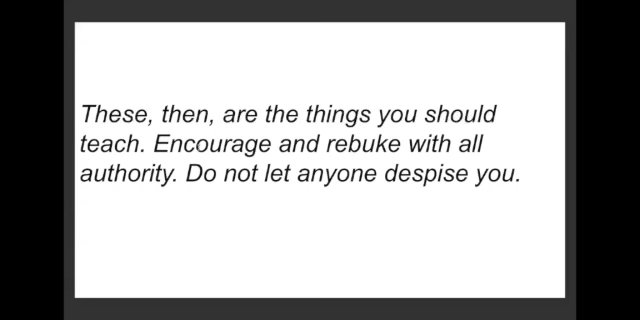 These, then, are the things you should
teach. Encourage and rebuke with all
authority. Do not let anyone despise you.